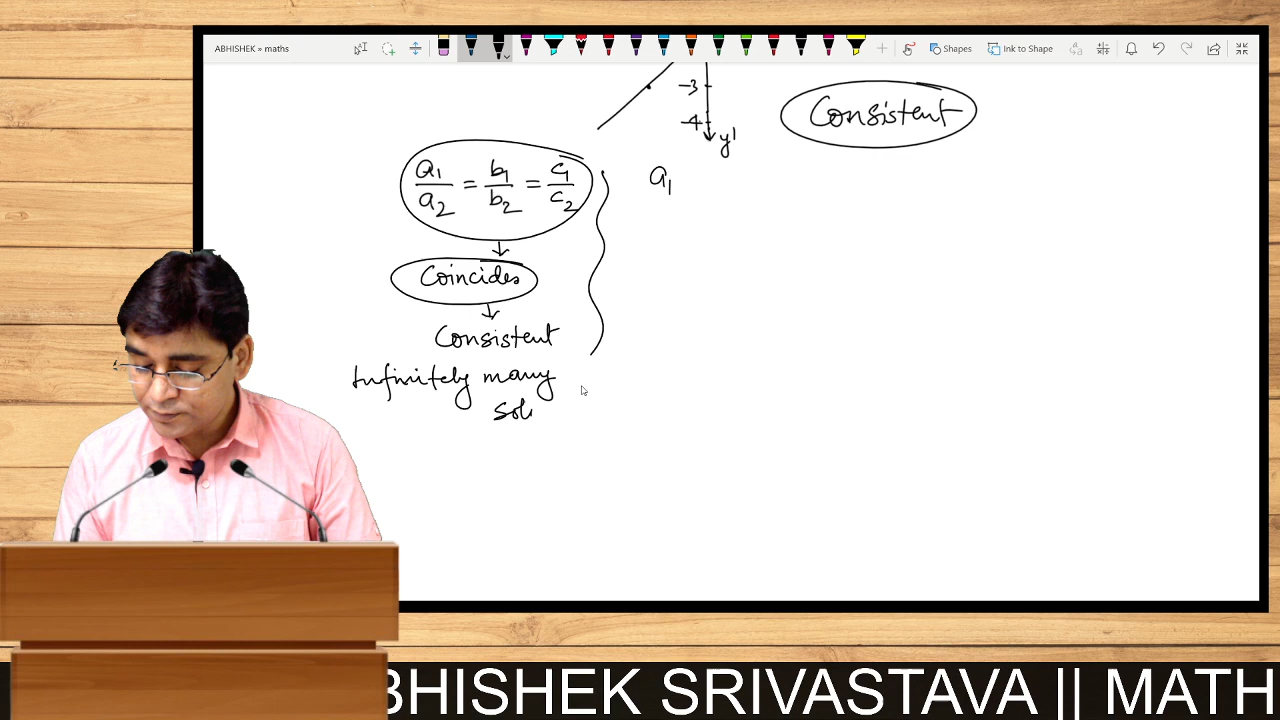 ABHISHEK » maths
Shapes
Ink to Shape
-3
-4
y'
Consistent
a1/a2 = b1/b2 = c1/c2
a1
Coincides
Consistent
Infinitely many
Sol
BHISHEK SRIVASTAVA || MATH